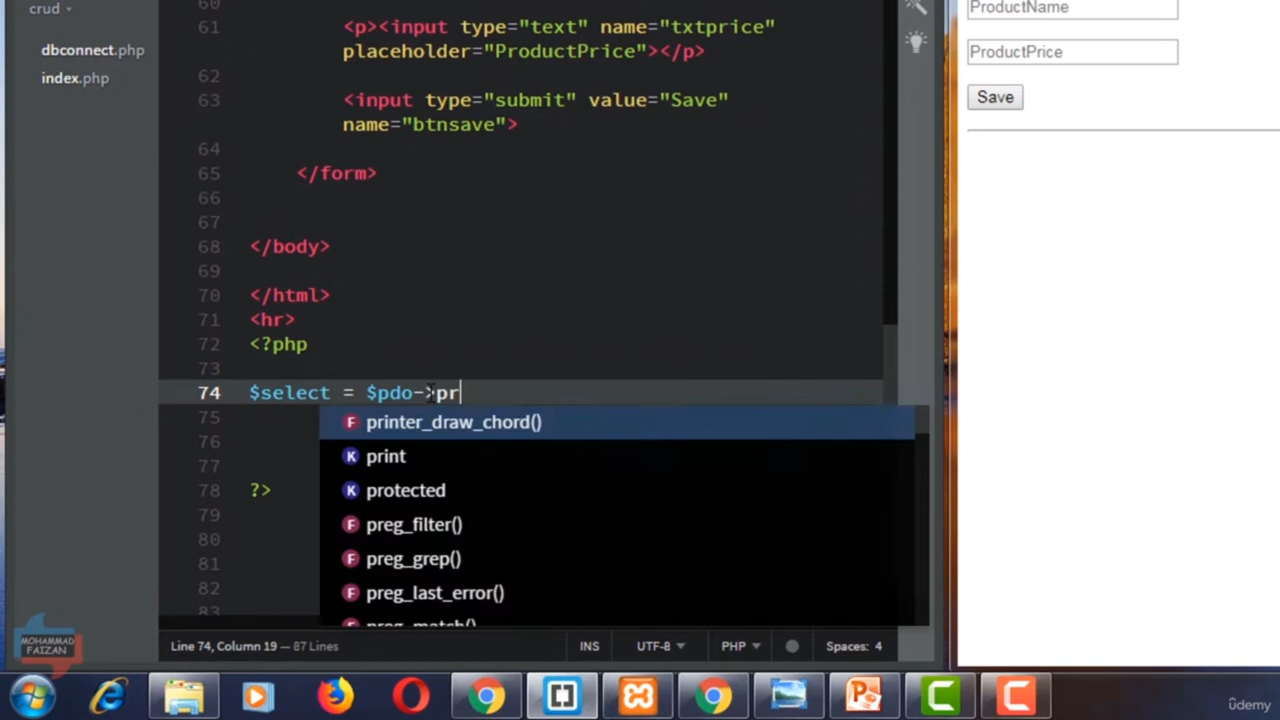 crud
dbconnect.php
index.php
60
61 <p><input type="text" name="txtprice"
placeholder="ProductPrice"></p>
62
63 <input type="submit" value="Save"
name="btnsave">
64
65 </form>
66
67
68 </body>
69
70 </html>
71 <hr>
72 <?php
73
74 $select = $pdo->pr
75
76
77
78 ?>
79
80
81
82
83
F printer_draw_chord()
K print
K protected
F preg_filter()
F preg_grep()
F preg_last_error()
preg_match()
Line 74, Column 19 — 87 Lines
INS
UTF-8
PHP
Spaces: 4
ProductName
ProductPrice
Save
MOHAMMAD
FAIZAN
ûdemy